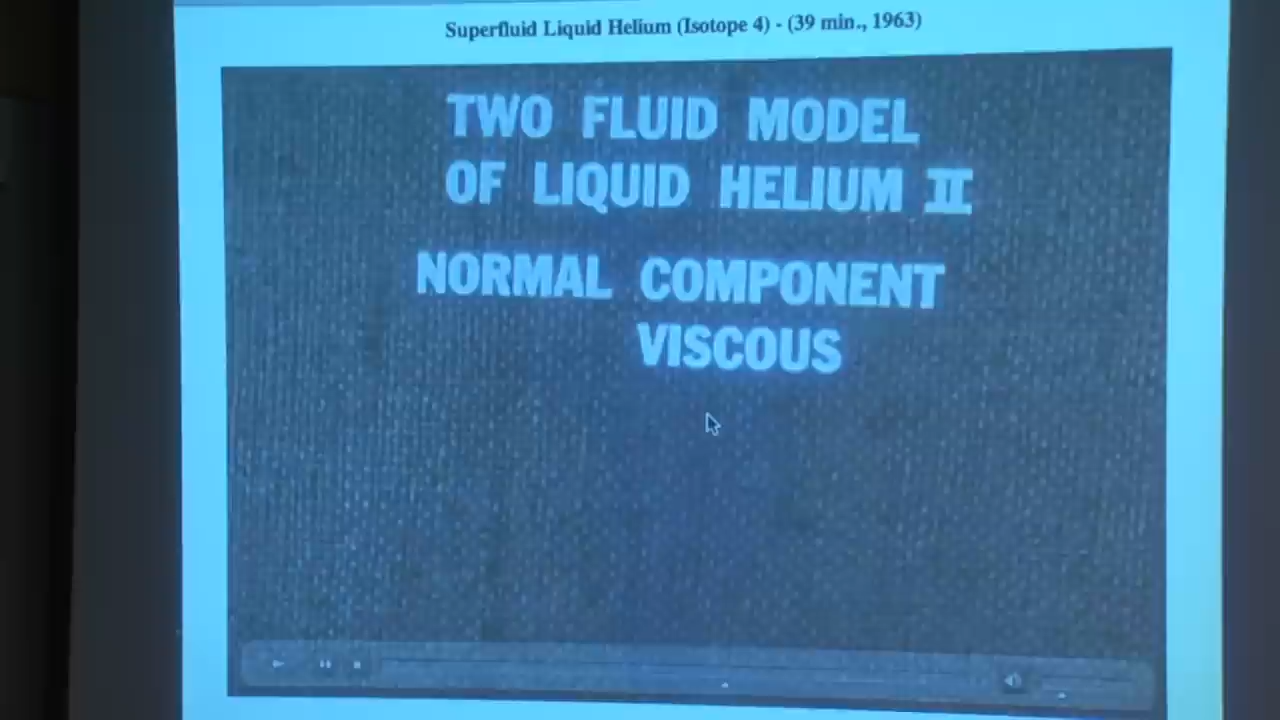 Superfluid Liquid Helium (Isotope 4) - (39 min., 1963)
TWO FLUID MODEL
OF LIQUID HELIUM II
NORMAL COMPONENT
VISCOUS